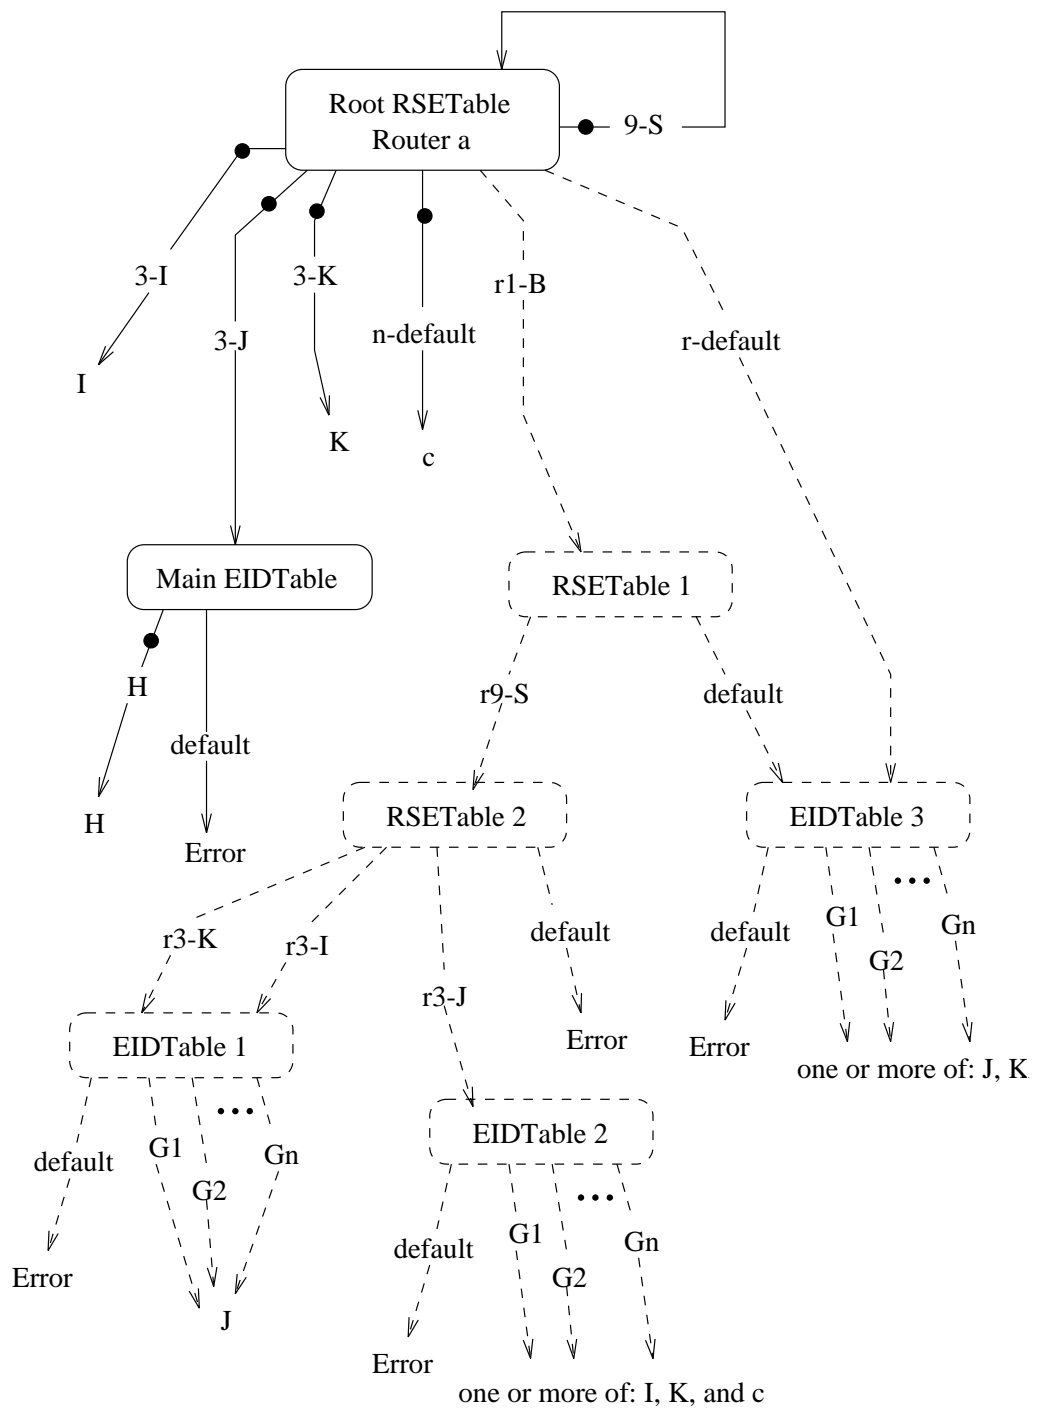 Root RSETable
Router a
9-S
3-I
3-K
r1-B
3-J
n-default
r-default
I
K
c
Main EIDTable
RSETable 1
H
r9-S
default
default
H
Error
RSETable 2
EIDTable 3
r3-K
r3-I
default
default
G1
G2
Gn
r3-J
EIDTable 1
Error
Error
one or more of: J, K
default
G1
G2
Gn
EIDTable 2
Error
J
default
G1
G2
Gn
Error
one or more of: I, K, and c